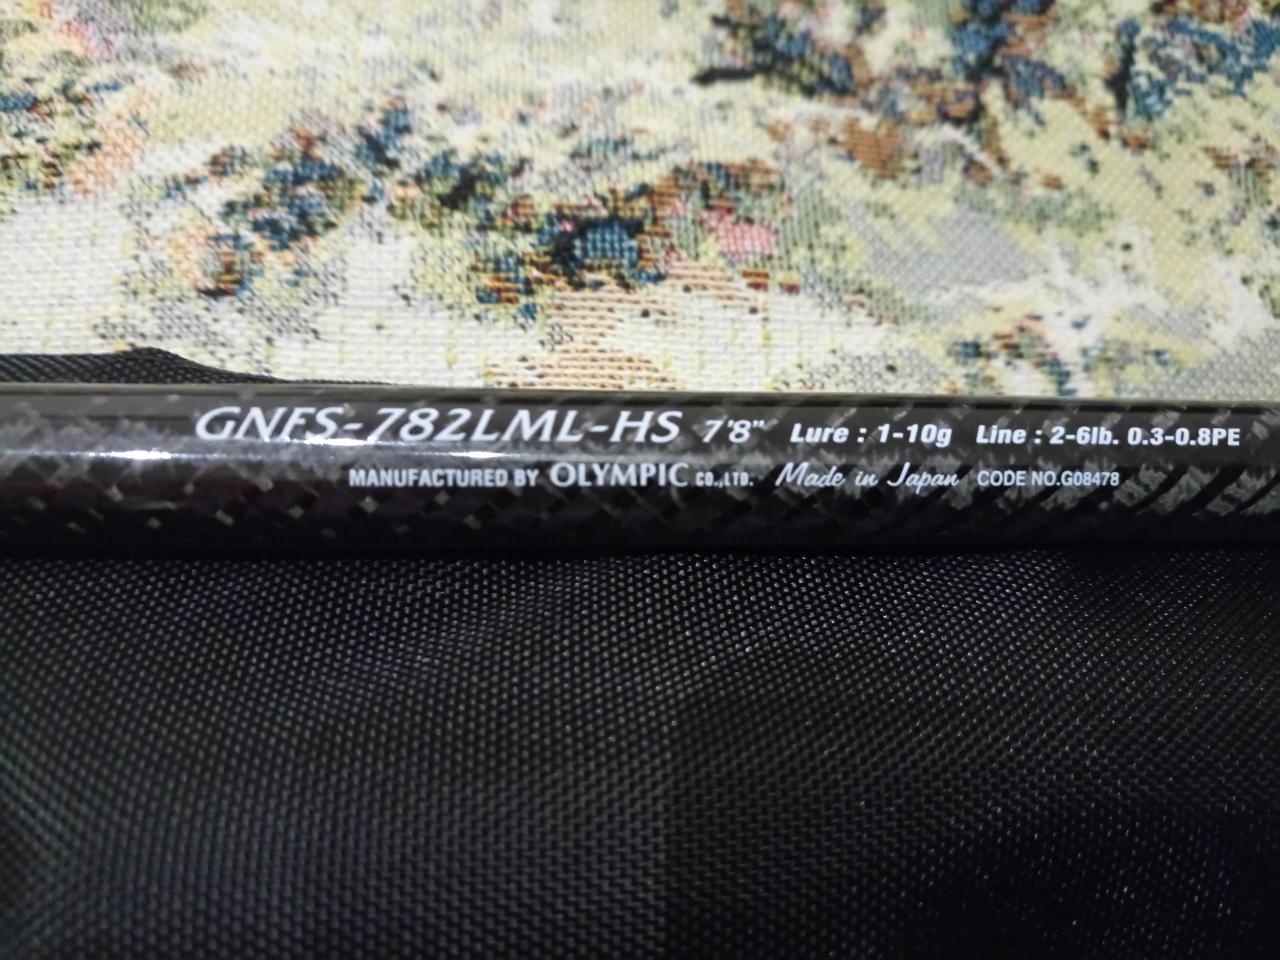 GNFS-782LML-HS 7'8" Lure : 1-10g Line : 2-6lb. 0.3-0.8PE
MANUFACTURED BY OLYMPIC CO.,LTD. Made in Japan CODE NO.G08478